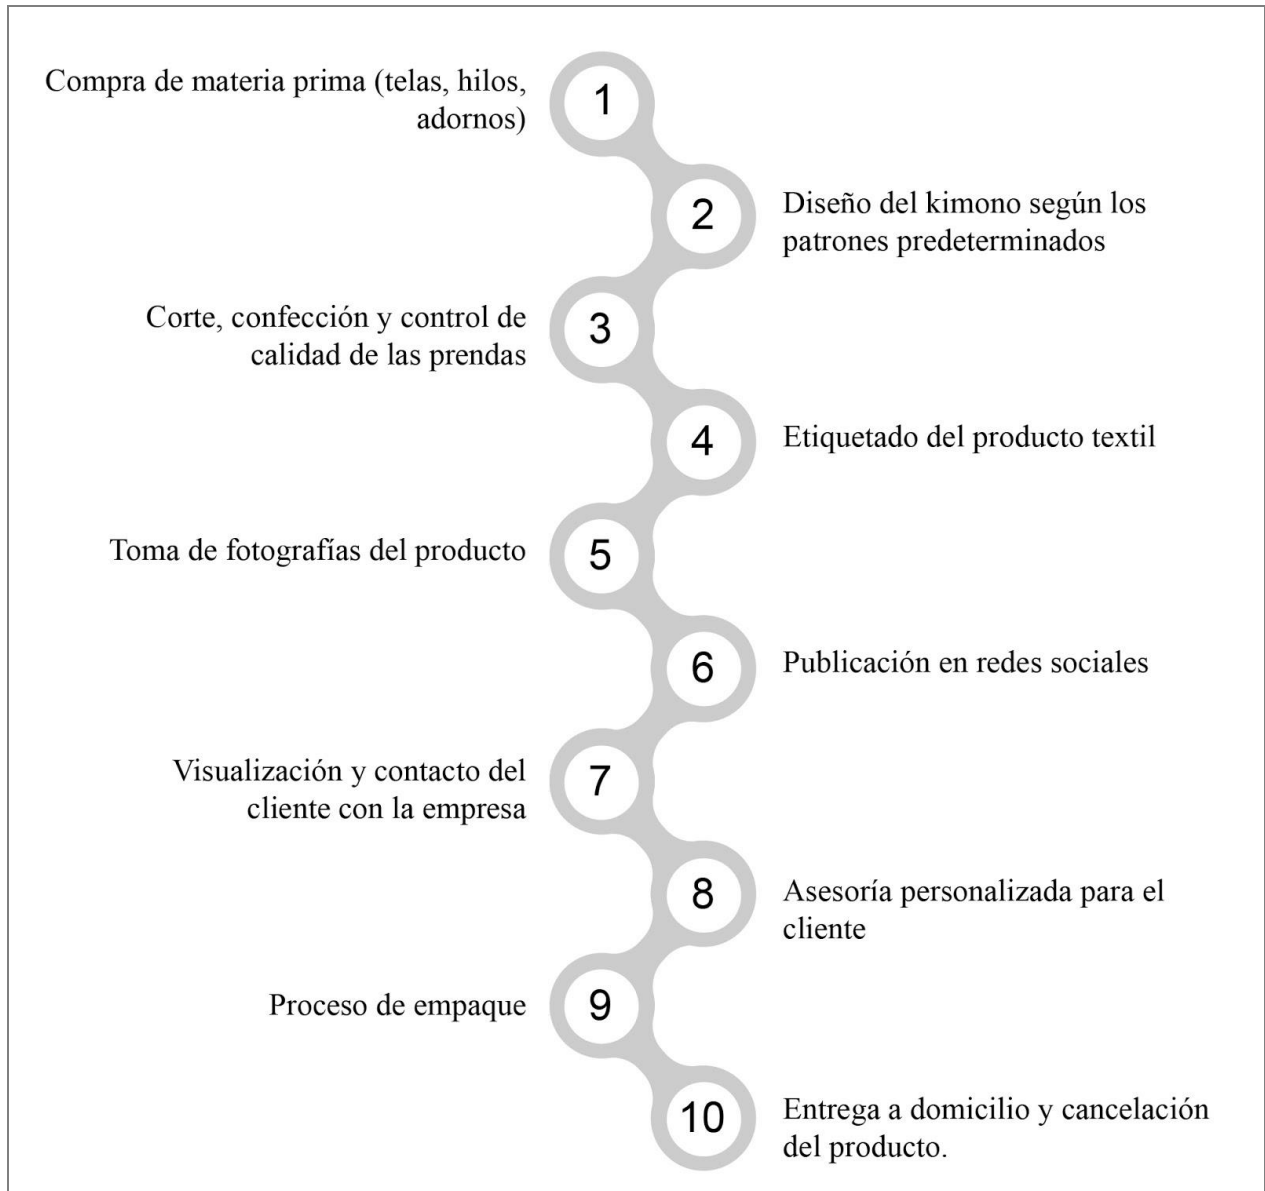 Compra de materia prima (telas, hilos,
adornos)
1
2
Diseño del kimono según los
patrones predeterminados
Corte, confección y control de
calidad de las prendas
3
4
Etiquetado del producto textil
Toma de fotografías del producto
5
6
Publicación en redes sociales
Visualización y contacto del
cliente con la empresa
7
8
Asesoría personalizada para el
cliente
Proceso de empaque
9
10
Entrega a domicilio y cancelación
del producto.